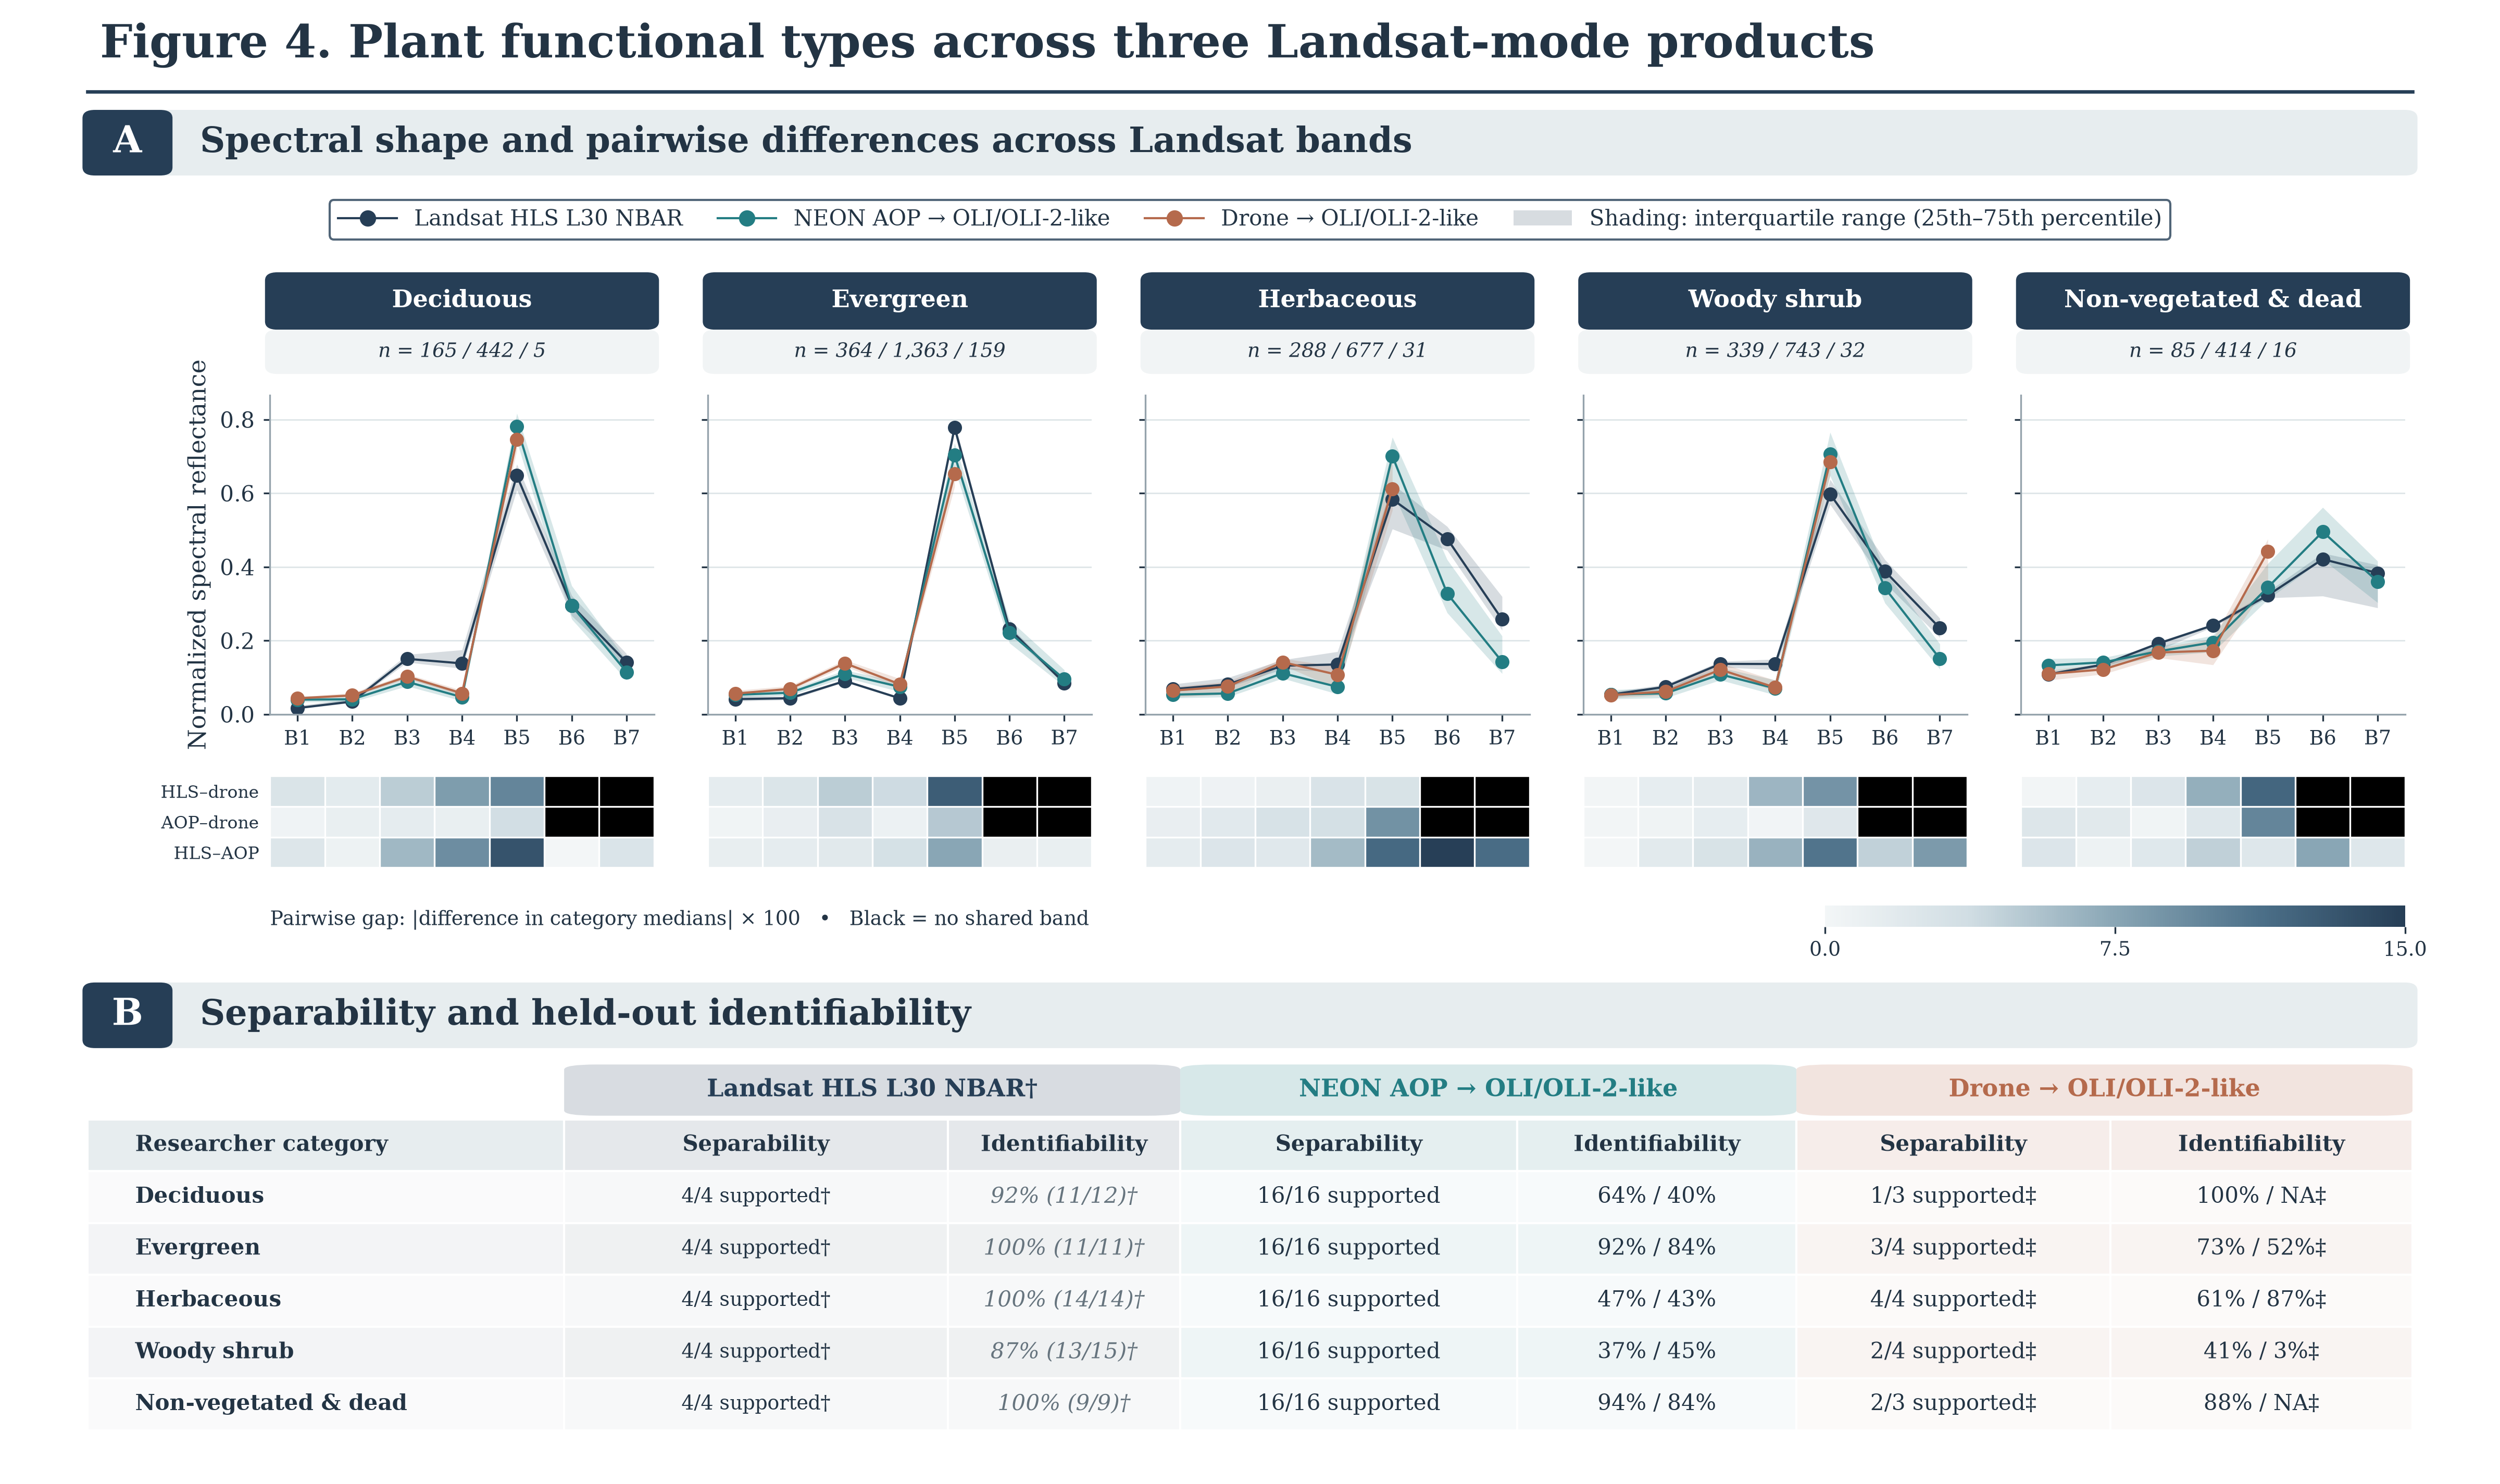 Figure 4. Plant functional types across three Landsat-mode products
A Spectral shape and pairwise differences across Landsat bands
Landsat HLS L30 NBAR NEON AOP → OLI/OLI-2-like Drone → OLI/OLI-2-like Shading: interquartile range (25th–75th percentile)
Deciduous Evergreen Herbaceous Woody shrub Non-vegetated & dead
n = 165 / 442 / 5 n = 364 / 1,363 / 159 n = 288 / 677 / 31 n = 339 / 743 / 32 n = 85 / 414 / 16
Normalized spectral reflectance
0.8
0.6
0.4
0.2
0.0
B1 B2 B3 B4 B5 B6 B7 B1 B2 B3 B4 B5 B6 B7 B1 B2 B3 B4 B5 B6 B7 B1 B2 B3 B4 B5 B6 B7 B1 B2 B3 B4 B5 B6 B7
HLS–drone
AOP–drone
HLS–AOP
Pairwise gap: |difference in category medians| × 100 • Black = no shared band
0.0 7.5 15.0
B Separability and held-out identifiability
Landsat HLS L30 NBAR† NEON AOP → OLI/OLI-2-like Drone → OLI/OLI-2-like
Researcher category Separability Identifiability Separability Identifiability Separability Identifiability
Deciduous 4/4 supported† 92% (11/12)† 16/16 supported 64% / 40% 1/3 supported‡ 100% / NA‡
Evergreen 4/4 supported† 100% (11/11)† 16/16 supported 92% / 84% 3/4 supported‡ 73% / 52%‡
Herbaceous 4/4 supported† 100% (14/14)† 16/16 supported 47% / 43% 4/4 supported‡ 61% / 87%‡
Woody shrub 4/4 supported† 87% (13/15)† 16/16 supported 37% / 45% 2/4 supported‡ 41% / 3%‡
Non-vegetated & dead 4/4 supported† 100% (9/9)† 16/16 supported 94% / 84% 2/3 supported‡ 88% / NA‡